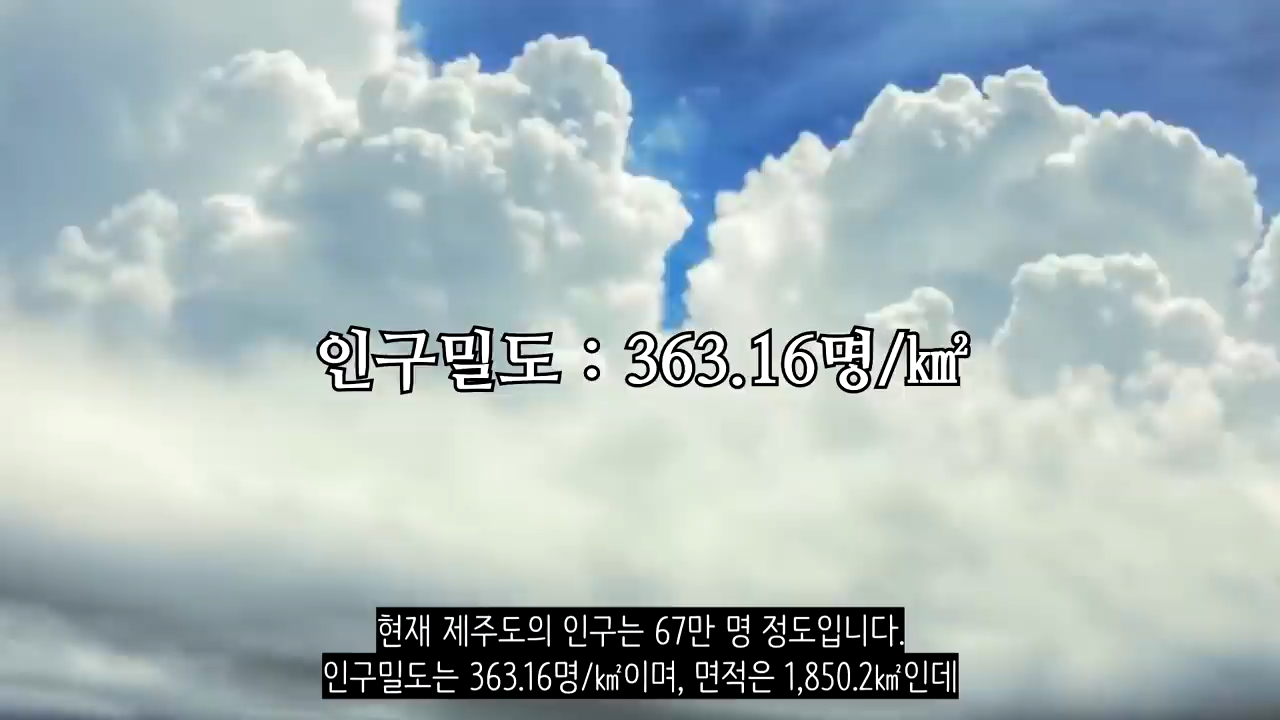 인구밀도 : 363.16명/㎢
현재 제주도의 인구는 67만 명 정도입니다.
인구밀도는 363.16명/㎢이며, 면적은 1,850.2㎢인데